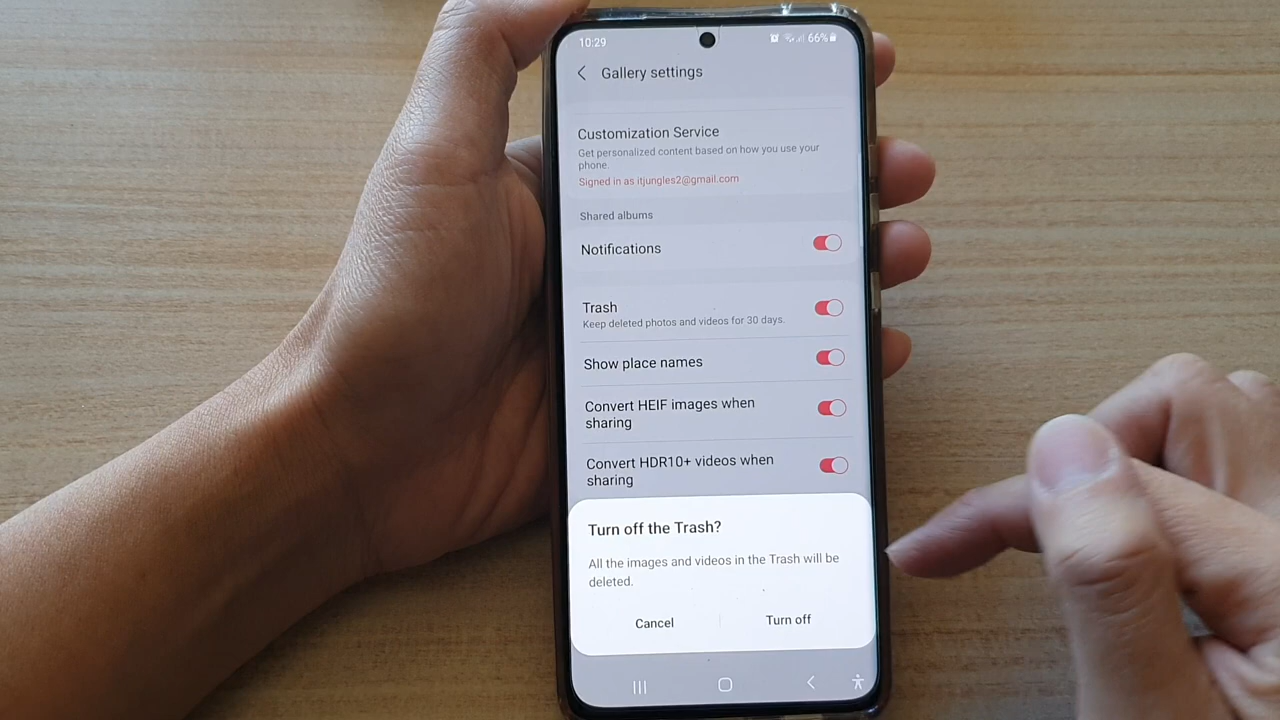 10:29
66%
Gallery settings
Customization Service
Get personalized content based on how you use your
phone.
Signed in as itjungles2@gmail.com
Shared albums
Notifications
Trash
Keep deleted photos and videos for 30 days.
Show place names
Convert HEIF images when
sharing
Convert HDR10+ videos when
sharing
Turn off the Trash?
All the images and videos in the Trash will be
deleted.
Cancel
Turn off